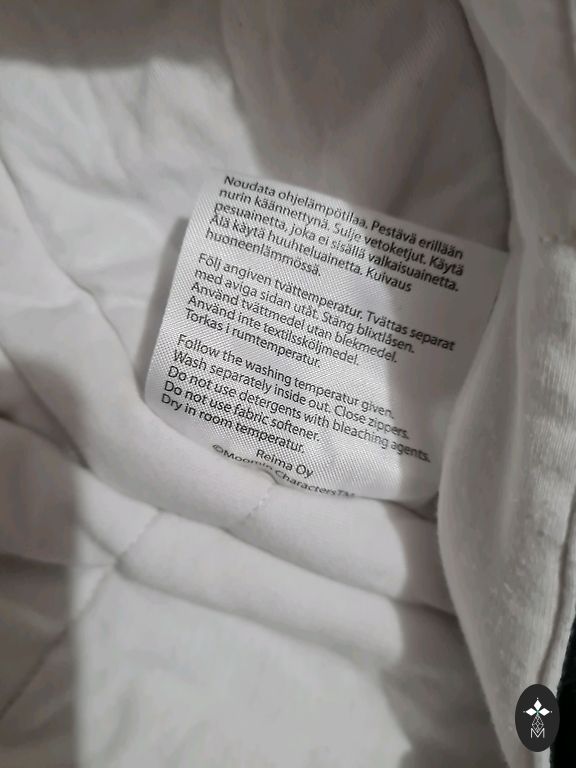 Noudata ohjelämpötilaa. Pestävä erillään
nurin käännettynä. Sulje vetoketjut. Käytä
pesuainetta, joka ei sisällä valkaisuainetta.
Älä käytä huuhteluainetta. Kuivaus
huoneenlämmössä.
Följ angiven tvättemperatur. Tvättas separat
med aviga sidan utåt. Stäng blixtlåsen.
Använd tvättmedel utan blekmedel.
Använd inte textilssköljmedel.
Torkas i rumtemperatur.
Follow the washing temperatur given.
Wash separately inside out. Close zippers.
Do not use detergents with bleaching agents.
Do not use fabric softener.
Dry in room temperatur.
Reima Oy
©Moomin Characters™
M